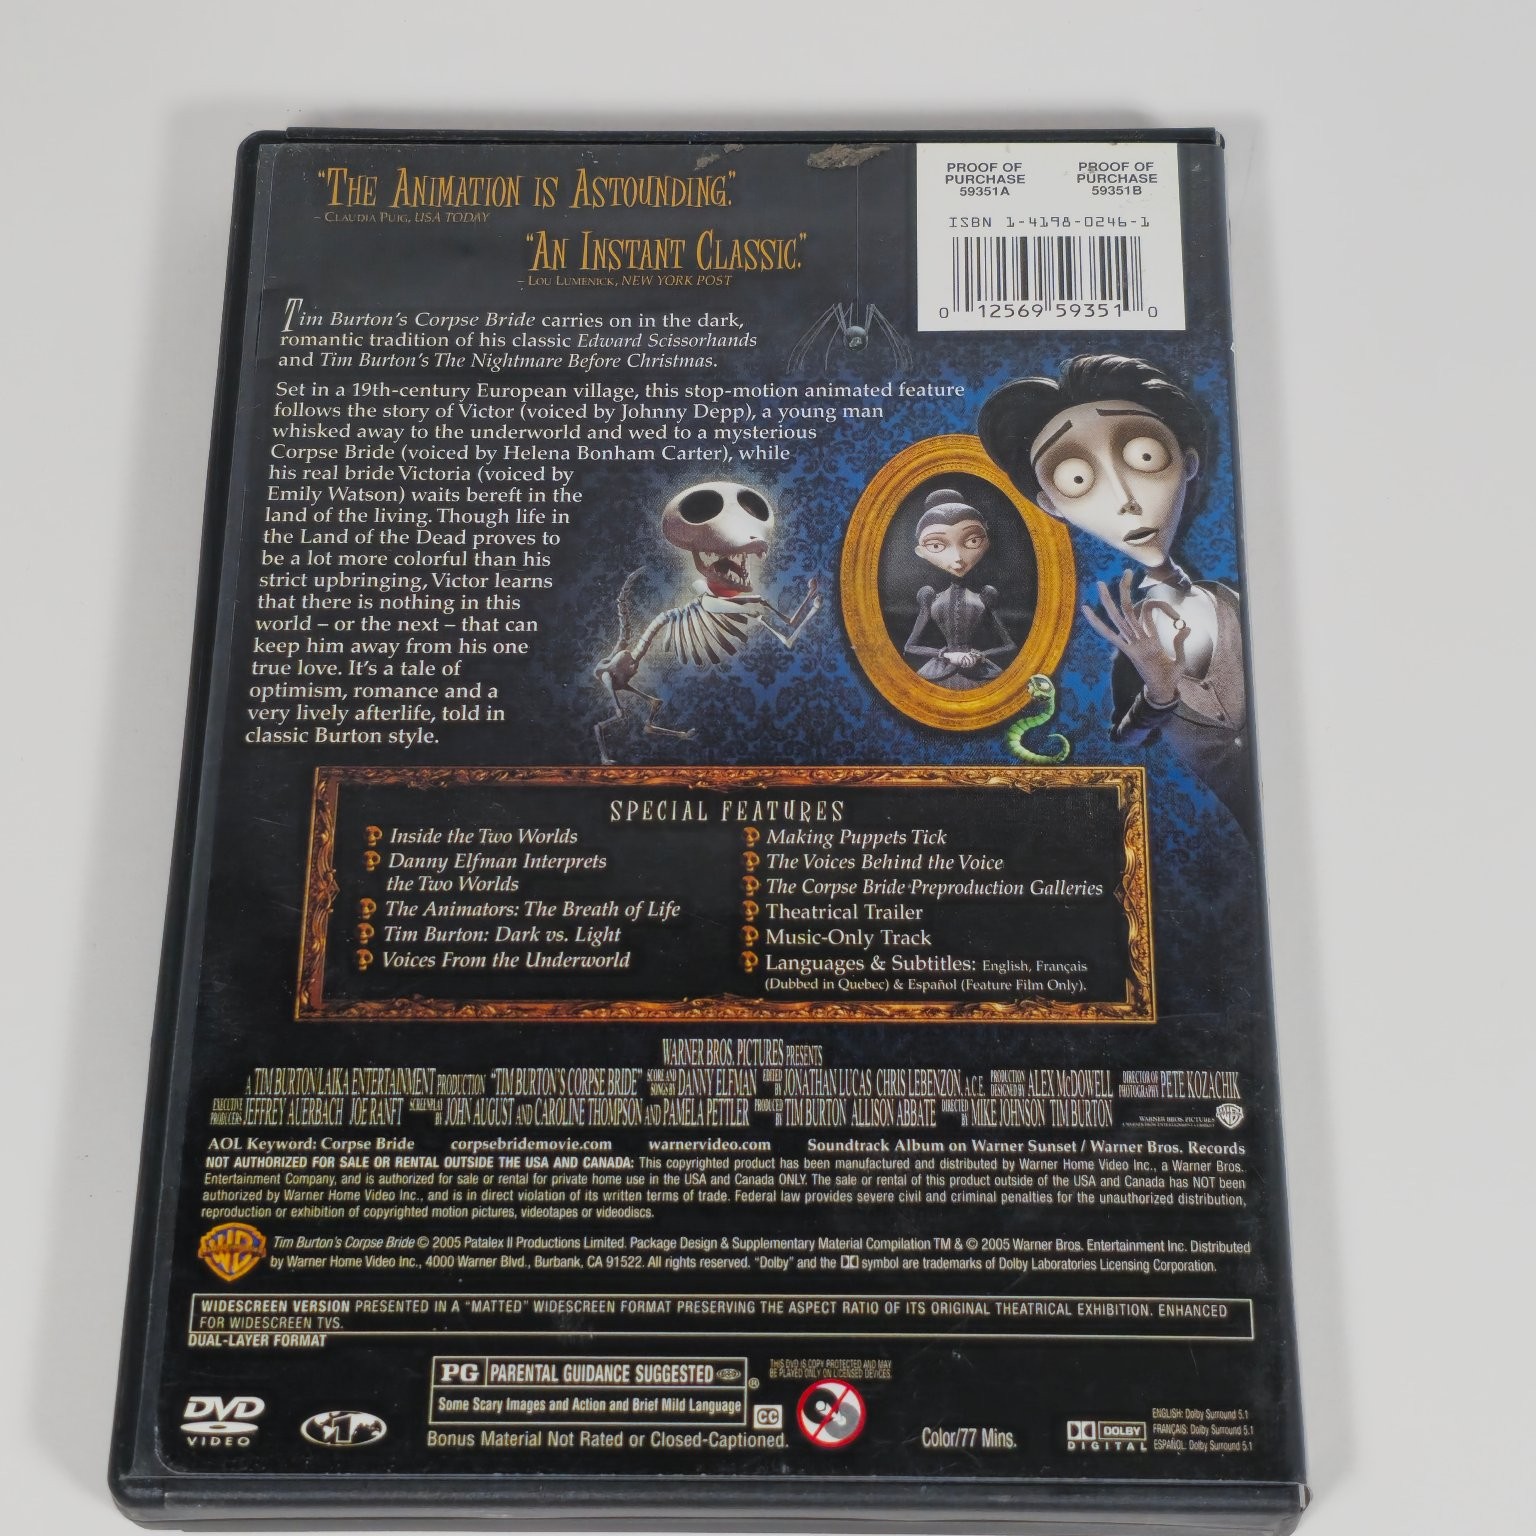 "THE ANIMATION IS ASTOUNDING."
– CLAUDIA PUIG, USA TODAY
"AN INSTANT CLASSIC."
– LOU LUMENICK, NEW YORK POST
PROOF OF PURCHASE 59351A
PROOF OF PURCHASE 59351B
ISBN 1-4198-0246-1
0 12569 59351 0
Tim Burton's Corpse Bride carries on in the dark,
romantic tradition of his classic Edward Scissorhands
and Tim Burton's The Nightmare Before Christmas.
Set in a 19th-century European village, this stop-motion animated feature
follows the story of Victor (voiced by Johnny Depp), a young man
whisked away to the underworld and wed to a mysterious
Corpse Bride (voiced by Helena Bonham Carter), while
his real bride Victoria (voiced by
Emily Watson) waits bereft in the
land of the living. Though life in
the Land of the Dead proves to
be a lot more colorful than his
strict upbringing, Victor learns
that there is nothing in this
world – or the next – that can
keep him away from his one
true love. It's a tale of
optimism, romance and a
very lively afterlife, told in
classic Burton style.
SPECIAL FEATURES
Inside the Two Worlds
Danny Elfman Interprets
the Two Worlds
The Animators: The Breath of Life
Tim Burton: Dark vs. Light
Voices From the Underworld
Making Puppets Tick
The Voices Behind the Voice
The Corpse Bride Preproduction Galleries
Theatrical Trailer
Music-Only Track
Languages & Subtitles: English, Français
(Dubbed in Quebec) & Español (Feature Film Only).
WARNER BROS. PICTURES PRESENTS
A TIM BURTON/LAIKA ENTERTAINMENT PRODUCTION "TIM BURTON'S CORPSE BRIDE" SCORE AND SONGS BY DANNY ELFMAN EDITED BY JONATHAN LUCAS CHRIS LEBENZON, A.C.E. PRODUCTION DESIGNED BY ALEX McDOWELL DIRECTOR OF PHOTOGRAPHY PETE KOZACHIK
EXECUTIVE PRODUCERS JEFFREY AUERBACH JOE RANFT SCREENPLAY BY JOHN AUGUST AND CAROLINE THOMPSON AND PAMELA PETTLER PRODUCED BY TIM BURTON ALLISON ABBATE DIRECTED BY MIKE JOHNSON TIM BURTON WARNER BROS. PICTURES
AOL Keyword: Corpse Bride corpsebridemovie.com warnervideo.com Soundtrack Album on Warner Sunset / Warner Bros. Records
NOT AUTHORIZED FOR SALE OR RENTAL OUTSIDE THE USA AND CANADA: This copyrighted product has been manufactured and distributed by Warner Home Video Inc., a Warner Bros.
Entertainment Company, and is authorized for sale or rental for private home use in the USA and Canada ONLY. The sale or rental of this product outside of the USA and Canada has NOT been
authorized by Warner Home Video Inc., and is in direct violation of its written terms of trade. Federal law provides severe civil and criminal penalties for the unauthorized distribution,
reproduction or exhibition of copyrighted motion pictures, videotapes or videodiscs.
WB
Tim Burton's Corpse Bride © 2005 Patalex II Productions Limited. Package Design & Supplementary Material Compilation TM & © 2005 Warner Bros. Entertainment Inc. Distributed
by Warner Home Video Inc., 4000 Warner Blvd., Burbank, CA 91522. All rights reserved. "Dolby" and the symbol are trademarks of Dolby Laboratories Licensing Corporation.
WIDESCREEN VERSION PRESENTED IN A "MATTED" WIDESCREEN FORMAT PRESERVING THE ASPECT RATIO OF ITS ORIGINAL THEATRICAL EXHIBITION. ENHANCED
FOR WIDESCREEN TVS.
DUAL-LAYER FORMAT
DVD VIDEO
1
PG PARENTAL GUIDANCE SUGGESTED ®
Some Scary Images and Action and Brief Mild Language
CC
Bonus Material Not Rated or Closed-Captioned.
THIS DVD IS COPY PROTECTED AND MAY
BE PLAYED ONLY ON LICENSED DEVICES.
Color/77 Mins.
DOLBY DIGITAL
ENGLISH: Dolby Surround 5.1
FRANÇAIS: Dolby Surround 5.1
ESPAÑOL: Dolby Surround 5.1